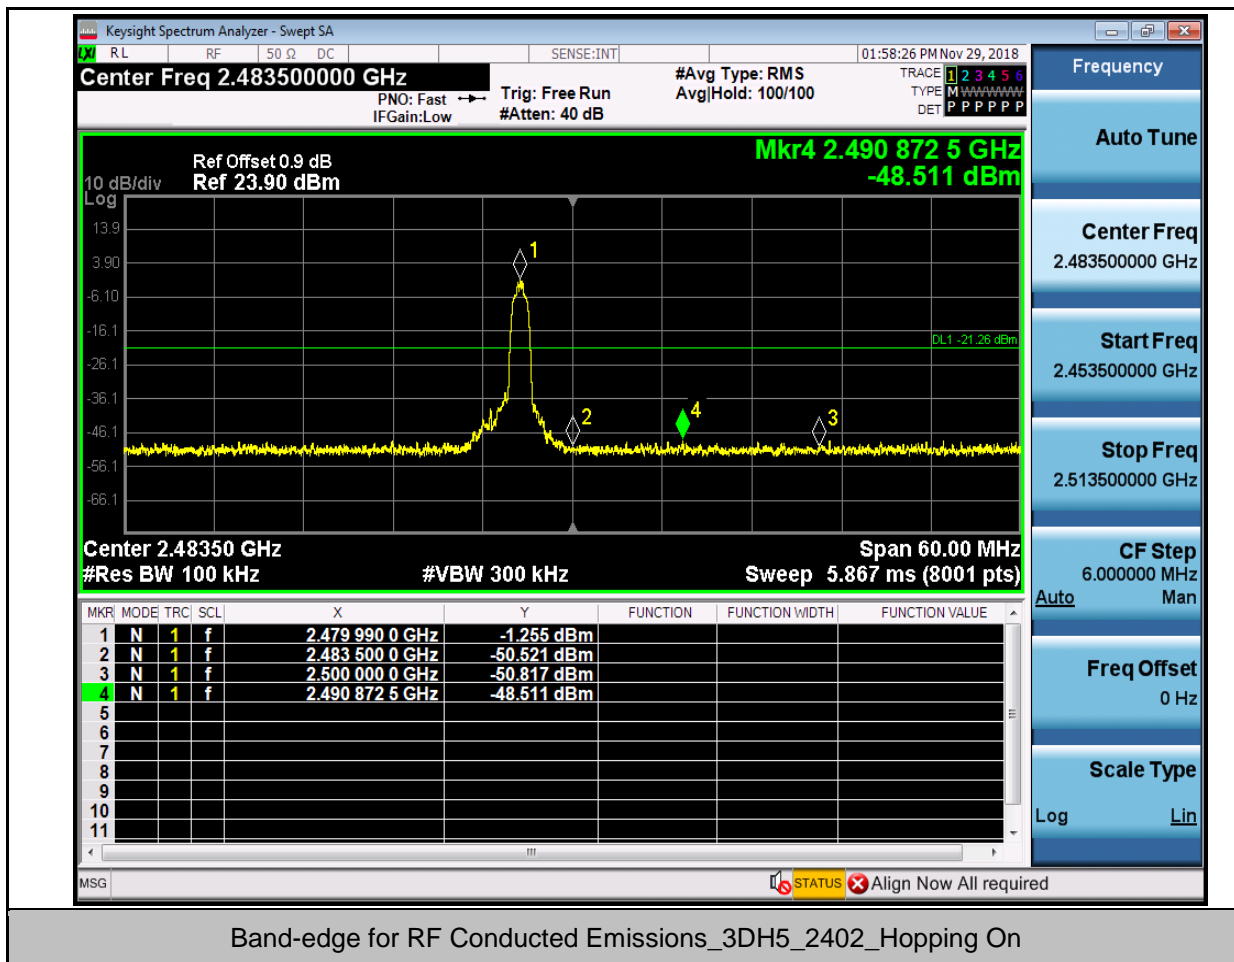 Keysight Spectrum Analyzer - Swept SA
LXI RL RF 50 Ω DC SENSE:INT 01:58:26 PM Nov 29, 2018
Center Freq 2.483500000 GHz
PNO: Fast
IFGain:Low
Trig: Free Run
#Atten: 40 dB
#Avg Type: RMS
Avg|Hold: 100/100
TRACE 1 2 3 4 5 6
TYPE M WWWWW
DET P P P P P P
Mkr4 2.490 872 5 GHz
-48.511 dBm
Ref Offset 0.9 dB
10 dB/div Ref 23.90 dBm
Log
13.9
3.90
-6.10
-16.1
-26.1
-36.1
-46.1
-56.1
-66.1
1
DL1 -21.26 dBm
2
4
3
Center 2.48350 GHz Span 60.00 MHz
#Res BW 100 kHz #VBW 300 kHz Sweep 5.867 ms (8001 pts)
MKR MODE TRC SCL X Y FUNCTION FUNCTION WIDTH FUNCTION VALUE
1 N 1 f 2.479 990 0 GHz -1.255 dBm
2 N 1 f 2.483 500 0 GHz -50.521 dBm
3 N 1 f 2.500 000 0 GHz -50.817 dBm
4 N 1 f 2.490 872 5 GHz -48.511 dBm
5
6
7
8
9
10
11
MSG STATUS Align Now All required
Frequency
Auto Tune
Center Freq
2.483500000 GHz
Start Freq
2.453500000 GHz
Stop Freq
2.513500000 GHz
CF Step
6.000000 MHz
Auto Man
Freq Offset
0 Hz
Scale Type
Log Lin
Band-edge for RF Conducted Emissions_3DH5_2402_Hopping On